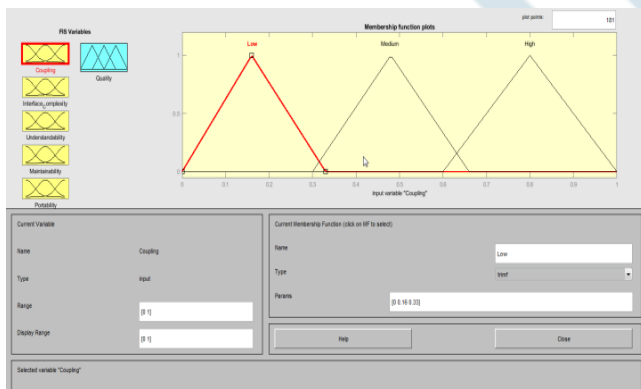 FIS Variables
Membership function plots
plot points:
101
Coupling
Quality
Interface_complexity
Understandability
Maintainability
Portability
Low
Medium
High
1
0.5
0
0
0.1
0.2
0.3
0.4
0.5
0.6
0.7
0.8
0.9
1
input variable "Coupling"
Current Variable
Name
Coupling
Type
input
Range
[0 1]
Display Range
[0 1]
Current Membership Function (click on MF to select)
Name
Low
Type
trimf
Params
[0 0.16 0.33]
Help
Close
Selected variable "Coupling"